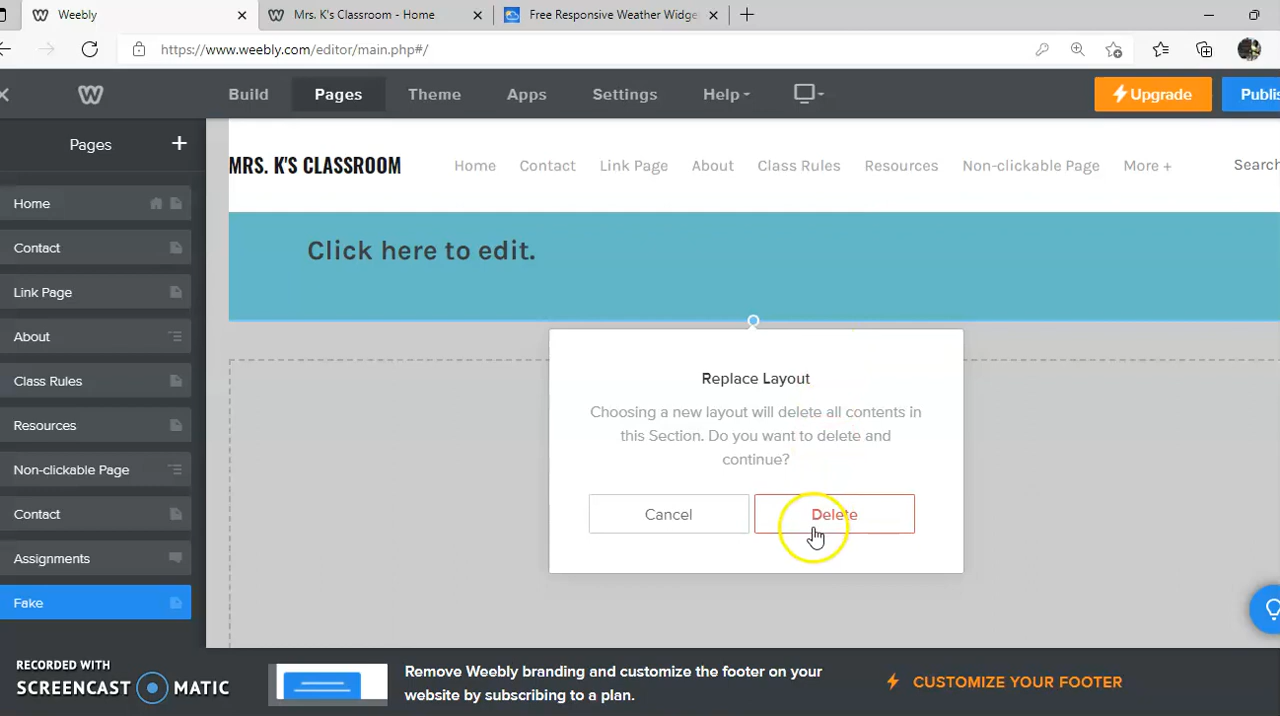 Weebly
Mrs. K's Classroom - Home
Free Responsive Weather Widge
https://www.weebly.com/editor/main.php#/
Build
Pages
Theme
Apps
Settings
Help
Upgrade
Publis
Pages
MRS. K'S CLASSROOM
Home
Contact
Link Page
About
Class Rules
Resources
Non-clickable Page
More +
Search
Home
Contact
Link Page
About
Class Rules
Resources
Non-clickable Page
Contact
Assignments
Fake
Click here to edit.
Replace Layout
Choosing a new layout will delete all contents in
this Section. Do you want to delete and
continue?
Cancel
Delete
RECORDED WITH
SCREENCAST MATIC
Remove Weebly branding and customize the footer on your
website by subscribing to a plan.
CUSTOMIZE YOUR FOOTER